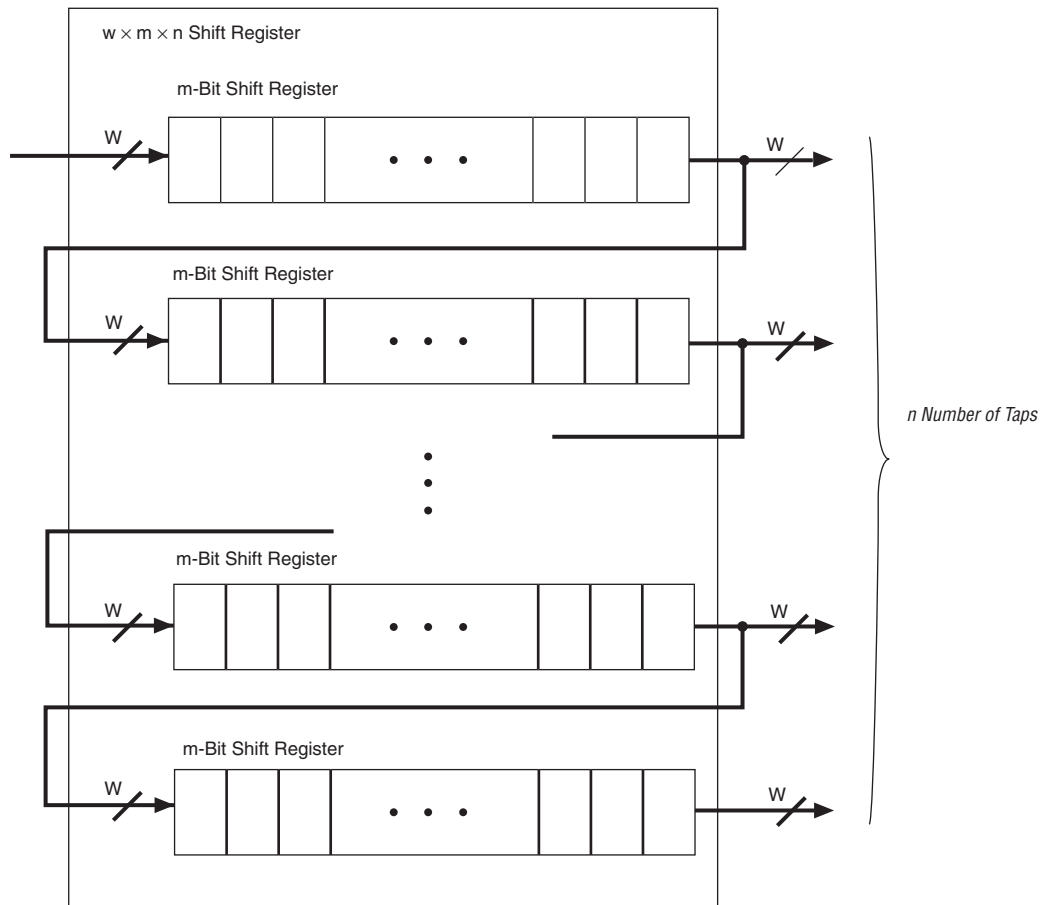 w × m × n Shift Register
m-Bit Shift Register
W
W
m-Bit Shift Register
W
W
n Number of Taps
m-Bit Shift Register
W
W
m-Bit Shift Register
W
W